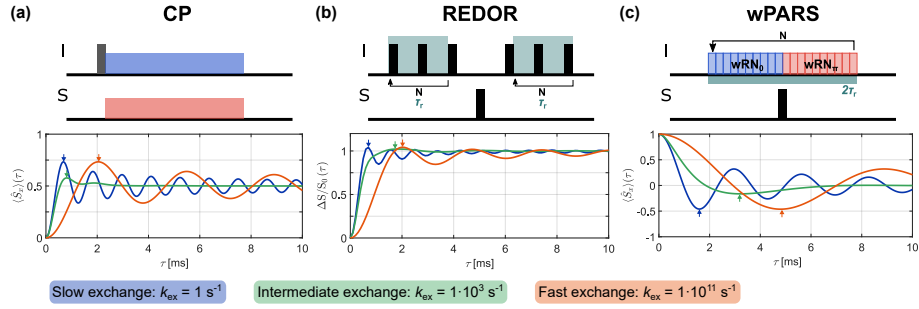 (a) CP
(b) REDOR
(c) wPARS
I
S
I
N
τr
N
τr
S
I
N
wRN0 wRNπ
2τr
S
⟨Ŝz⟩(τ)
1
0.5
0
0 2 4 6 8 10
τ [ms]
ΔS/S0 (τ)
1
0.5
0
0 2 4 6 8 10
τ [ms]
⟨Ŝz⟩(τ)
1
0.5
0
-0.5
-1
0 2 4 6 8 10
τ [ms]
Slow exchange: kex = 1 s⁻¹
Intermediate exchange: kex = 1·10³ s⁻¹
Fast exchange: kex = 1·10¹¹ s⁻¹